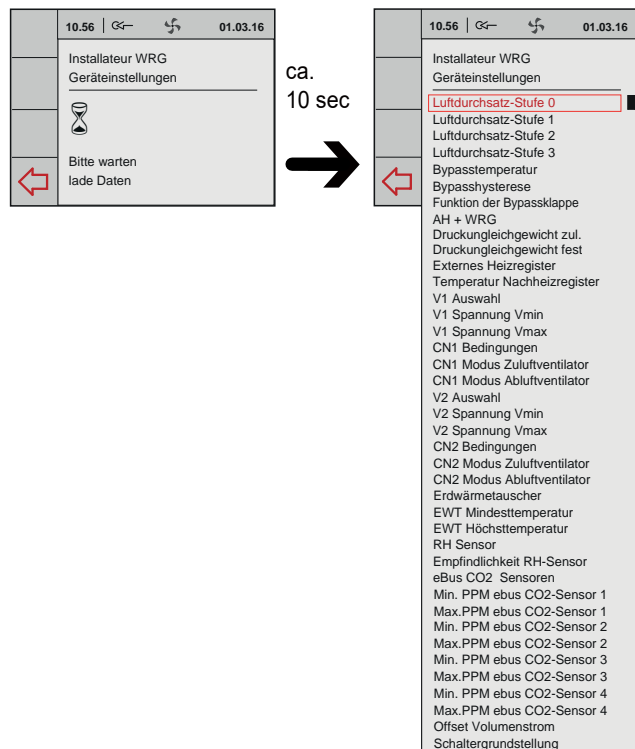 10.56
01.03.16
Installateur WRG
Geräteinstellungen
Bitte warten
lade Daten
ca.
10 sec
10.56
01.03.16
Installateur WRG
Geräteinstellungen
Luftdurchsatz-Stufe 0
Luftdurchsatz-Stufe 1
Luftdurchsatz-Stufe 2
Luftdurchsatz-Stufe 3
Bypasstemperatur
Bypasshysterese
Funktion der Bypassklappe
AH + WRG
Druckungleichgewicht zul.
Druckungleichgewicht fest
Externes Heizregister
Temperatur Nachheizregister
V1 Auswahl
V1 Spannung Vmin
V1 Spannung Vmax
CN1 Bedingungen
CN1 Modus Zuluftventilator
CN1 Modus Abluftventilator
V2 Auswahl
V2 Spannung Vmin
V2 Spannung Vmax
CN2 Bedingungen
CN2 Modus Zuluftventilator
CN2 Modus Abluftventilator
Erdwärmetauscher
EWT Mindesttemperatur
EWT Höchsttemperatur
RH Sensor
Empfindlichkeit RH-Sensor
eBus CO2 Sensoren
Min. PPM ebus CO2-Sensor 1
Max.PPM ebus CO2-Sensor 1
Min. PPM ebus CO2-Sensor 2
Max.PPM ebus CO2-Sensor 2
Min. PPM ebus CO2-Sensor 3
Max.PPM ebus CO2-Sensor 3
Min. PPM ebus CO2-Sensor 4
Max.PPM ebus CO2-Sensor 4
Offset Volumenstrom
Schaltergrundstellung